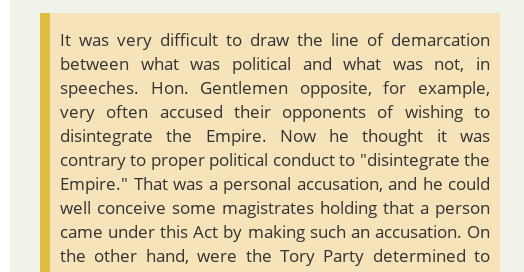 It was very difficult to draw the line of demarcation
between what was political and what was not, in
speeches. Hon. Gentlemen opposite, for example,
very often accused their opponents of wishing to
disintegrate the Empire. Now he thought it was
contrary to proper political conduct to "disintegrate the
Empire." That was a personal accusation, and he could
well conceive some magistrates holding that a person
came under this Act by making such an accusation. On
the other hand, were the Tory Party determined to